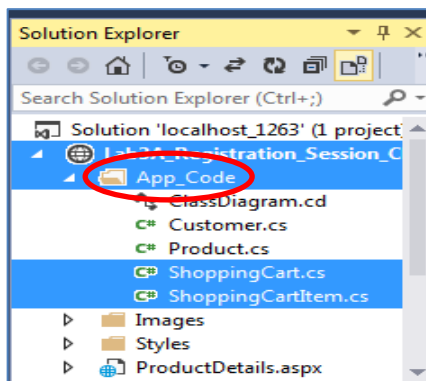 Solution Explorer
Search Solution Explorer (Ctrl+;)
Solution 'localhost_1263' (1 project)
Lab3A_Registration_Session_C
App_Code
ClassDiagram.cd
C# Customer.cs
C# Product.cs
C# ShoppingCart.cs
C# ShoppingCartItem.cs
Images
Styles
ProductDetails.aspx